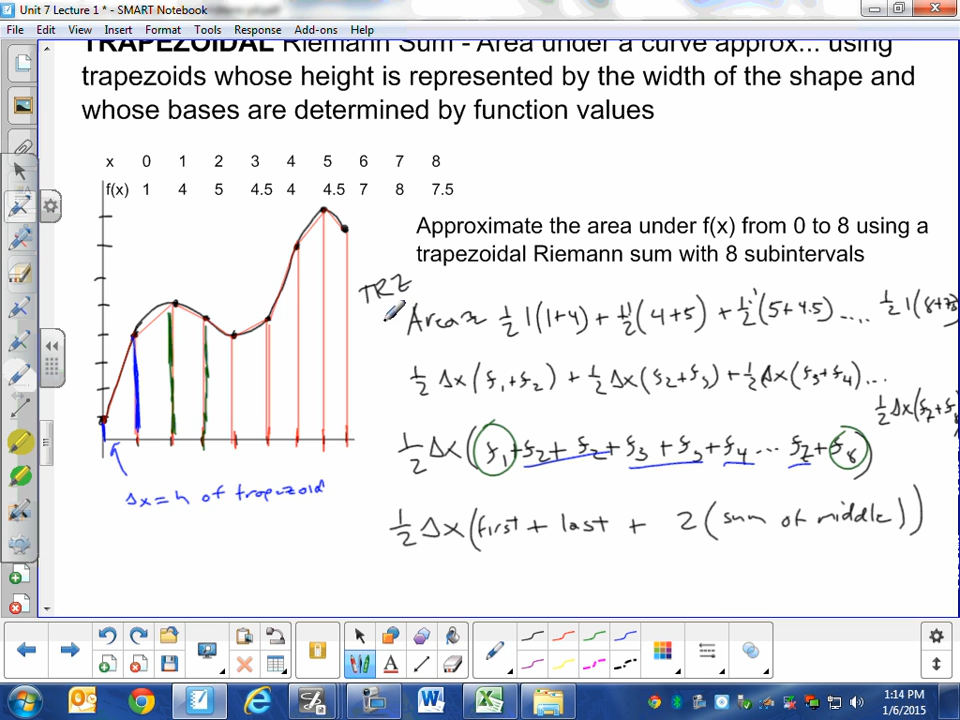 Unit 7 Lecture 1 * - SMART Notebook
File Edit View Insert Format Tools Response Add-ons Help
TRAPEZOIDAL Riemann Sum - Area under a curve approx... using
trapezoids whose height is represented by the width of the shape and
whose bases are determined by function values
x 0 1 2 3 4 5 6 7 8
f(x) 1 4 5 4.5 4 4.5 7 8 7.5
Approximate the area under f(x) from 0 to 8 using a
trapezoidal Riemann sum with 8 subintervals
TRZ
Area≈ ½ 1(1+4) + ½ 1(4+5) + ½ 1(5+4.5) .... ½ 1(8+7.5)
½ Δx(f₁+f₂) + ½ Δx(f₂+f₃) + ½ Δx(f₃+f₄)...
½ Δx(f₇+f₈
½ Δx(f₁+f₂+f₂+f₃+f₃+f₄ ... f₇+f₈)
Δx=h of trapezoid
½ Δx(first + last + 2(sum of middle))
A
W
1:14 PM
1/6/2015